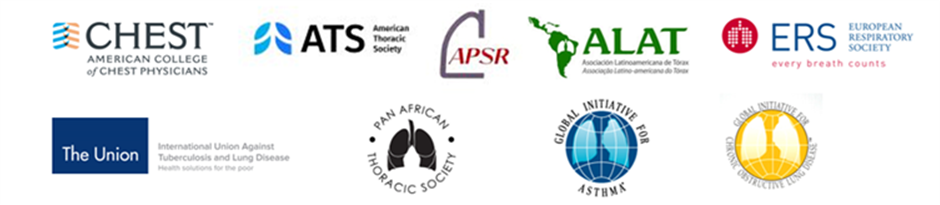 CHEST™
AMERICAN COLLEGE
of CHEST PHYSICIANS
ATS
American
Thoracic
Society
APSR
ALAT
Asociación Latinoamericana de Tórax
Associação Latino-americana do Tórax
ERS
EUROPEAN
RESPIRATORY
SOCIETY
every breath counts
The Union
International Union Against
Tuberculosis and Lung Disease
Health solutions for the poor
PAN AFRICAN
THORACIC SOCIETY
GLOBAL INITIATIVE FOR
ASTHMA
GLOBAL INITIATIVE FOR
CHRONIC OBSTRUCTIVE LUNG DISEASE